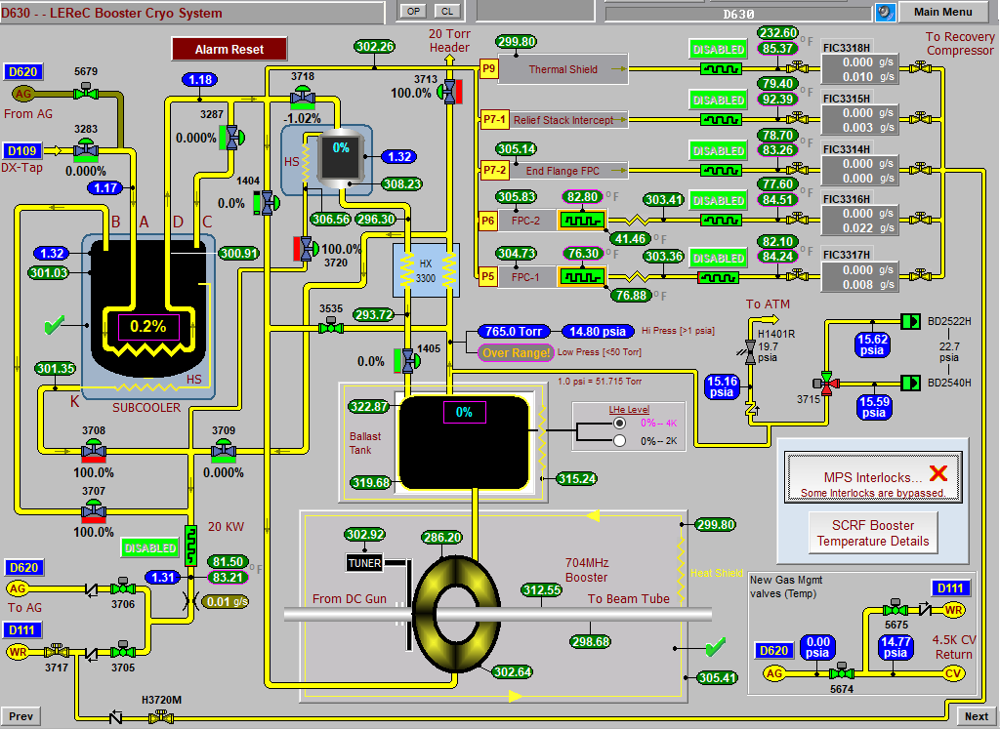 D630 - - LEReC Booster Cryo System
OP
CL
D630
Main Menu
Alarm Reset
302.26
20 Torr
Header
299.80
232.60
85.37
°F
DISABLED
FIC3318H
To Recovery
Compressor
P9
Thermal Shield
0.000 g/s
0.010 g/s
D620
5679
AG
From AG
1.18
3718
-1.02%
3713
100.0%
79.40
92.39
°F
DISABLED
FIC3315H
P7-1
Relief Stack Intercept
0.000 g/s
0.003 g/s
3287
0.000%
3283
D109
DX-Tap
0.000%
1.17
HS
0%
1.32
308.23
305.14
78.70
83.26
°F
DISABLED
FIC3314H
P7-2
End Flange FPC
0.000 g/s
0.000 g/s
1404
0.0%
306.56
296.30
305.83
82.80
°F
303.41
DISABLED
77.60
84.51
°F
FIC3316H
P6
FPC-2
0.000 g/s
0.022 g/s
41.46
°F
B
A
D
C
1.32
301.03
300.91
100.0%
3720
HX
3300
304.73
76.30
°F
303.36
DISABLED
82.10
84.24
°F
FIC3317H
P5
FPC-1
0.000 g/s
0.008 g/s
76.88
°F
0.2%
HS
301.35
K
SUBCOOLER
3535
293.72
1405
0.0%
765.0 Torr
14.80 psia
Hi Press [>1 psia)
Over Range!
Low Press [<50 Torr]
1.0 psi = 51.715 Torr
To ATM
H1401R
19.7
psia
15.16
psia
15.62
psia
BD2522H
22.7
psia
BD2540H
3715
15.59
psia
322.87
0%
Ballast
Tank
319.68
LHe Level
0%-- 4K
0%-- 2K
315.24
3708
100.0%
3709
0.000%
3707
100.0%
MPS Interlocks...
Some Interlocks are bypassed.
SCRF Booster
Temperature Details
20 KW
DISABLED
81.50
83.21
°F
1.31
0.01 g/s
D620
AG
To AG
3706
D111
WR
3717
3705
302.92
TUNER
286.20
299.80
704MHz
Booster
Heat Shield
From DC Gun
312.55
To Beam Tube
298.68
302.64
305.41
New Gas Mgmt
valves (Temp)
D111
5675
WR
D620
0.00
psia
14.77
psia
4.5K CV
Return
AG
5674
CV
H3720M
Prev
Next